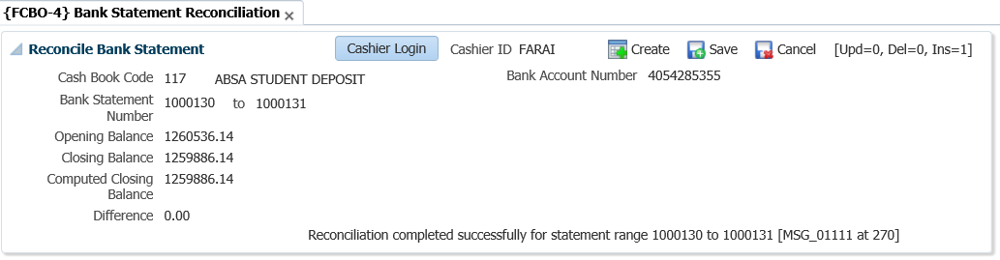 {FCBO-4} Bank Statement Reconciliation
Reconcile Bank Statement Cashier Login Cashier ID FARAI Create Save Cancel [Upd=0, Del=0, Ins=1]
Cash Book Code 117 ABSA STUDENT DEPOSIT Bank Account Number 4054285355
Bank Statement Number 1000130 to 1000131
Opening Balance 1260536.14
Closing Balance 1259886.14
Computed Closing Balance 1259886.14
Difference 0.00
Reconciliation completed successfully for statement range 1000130 to 1000131 [MSG_01111 at 270]